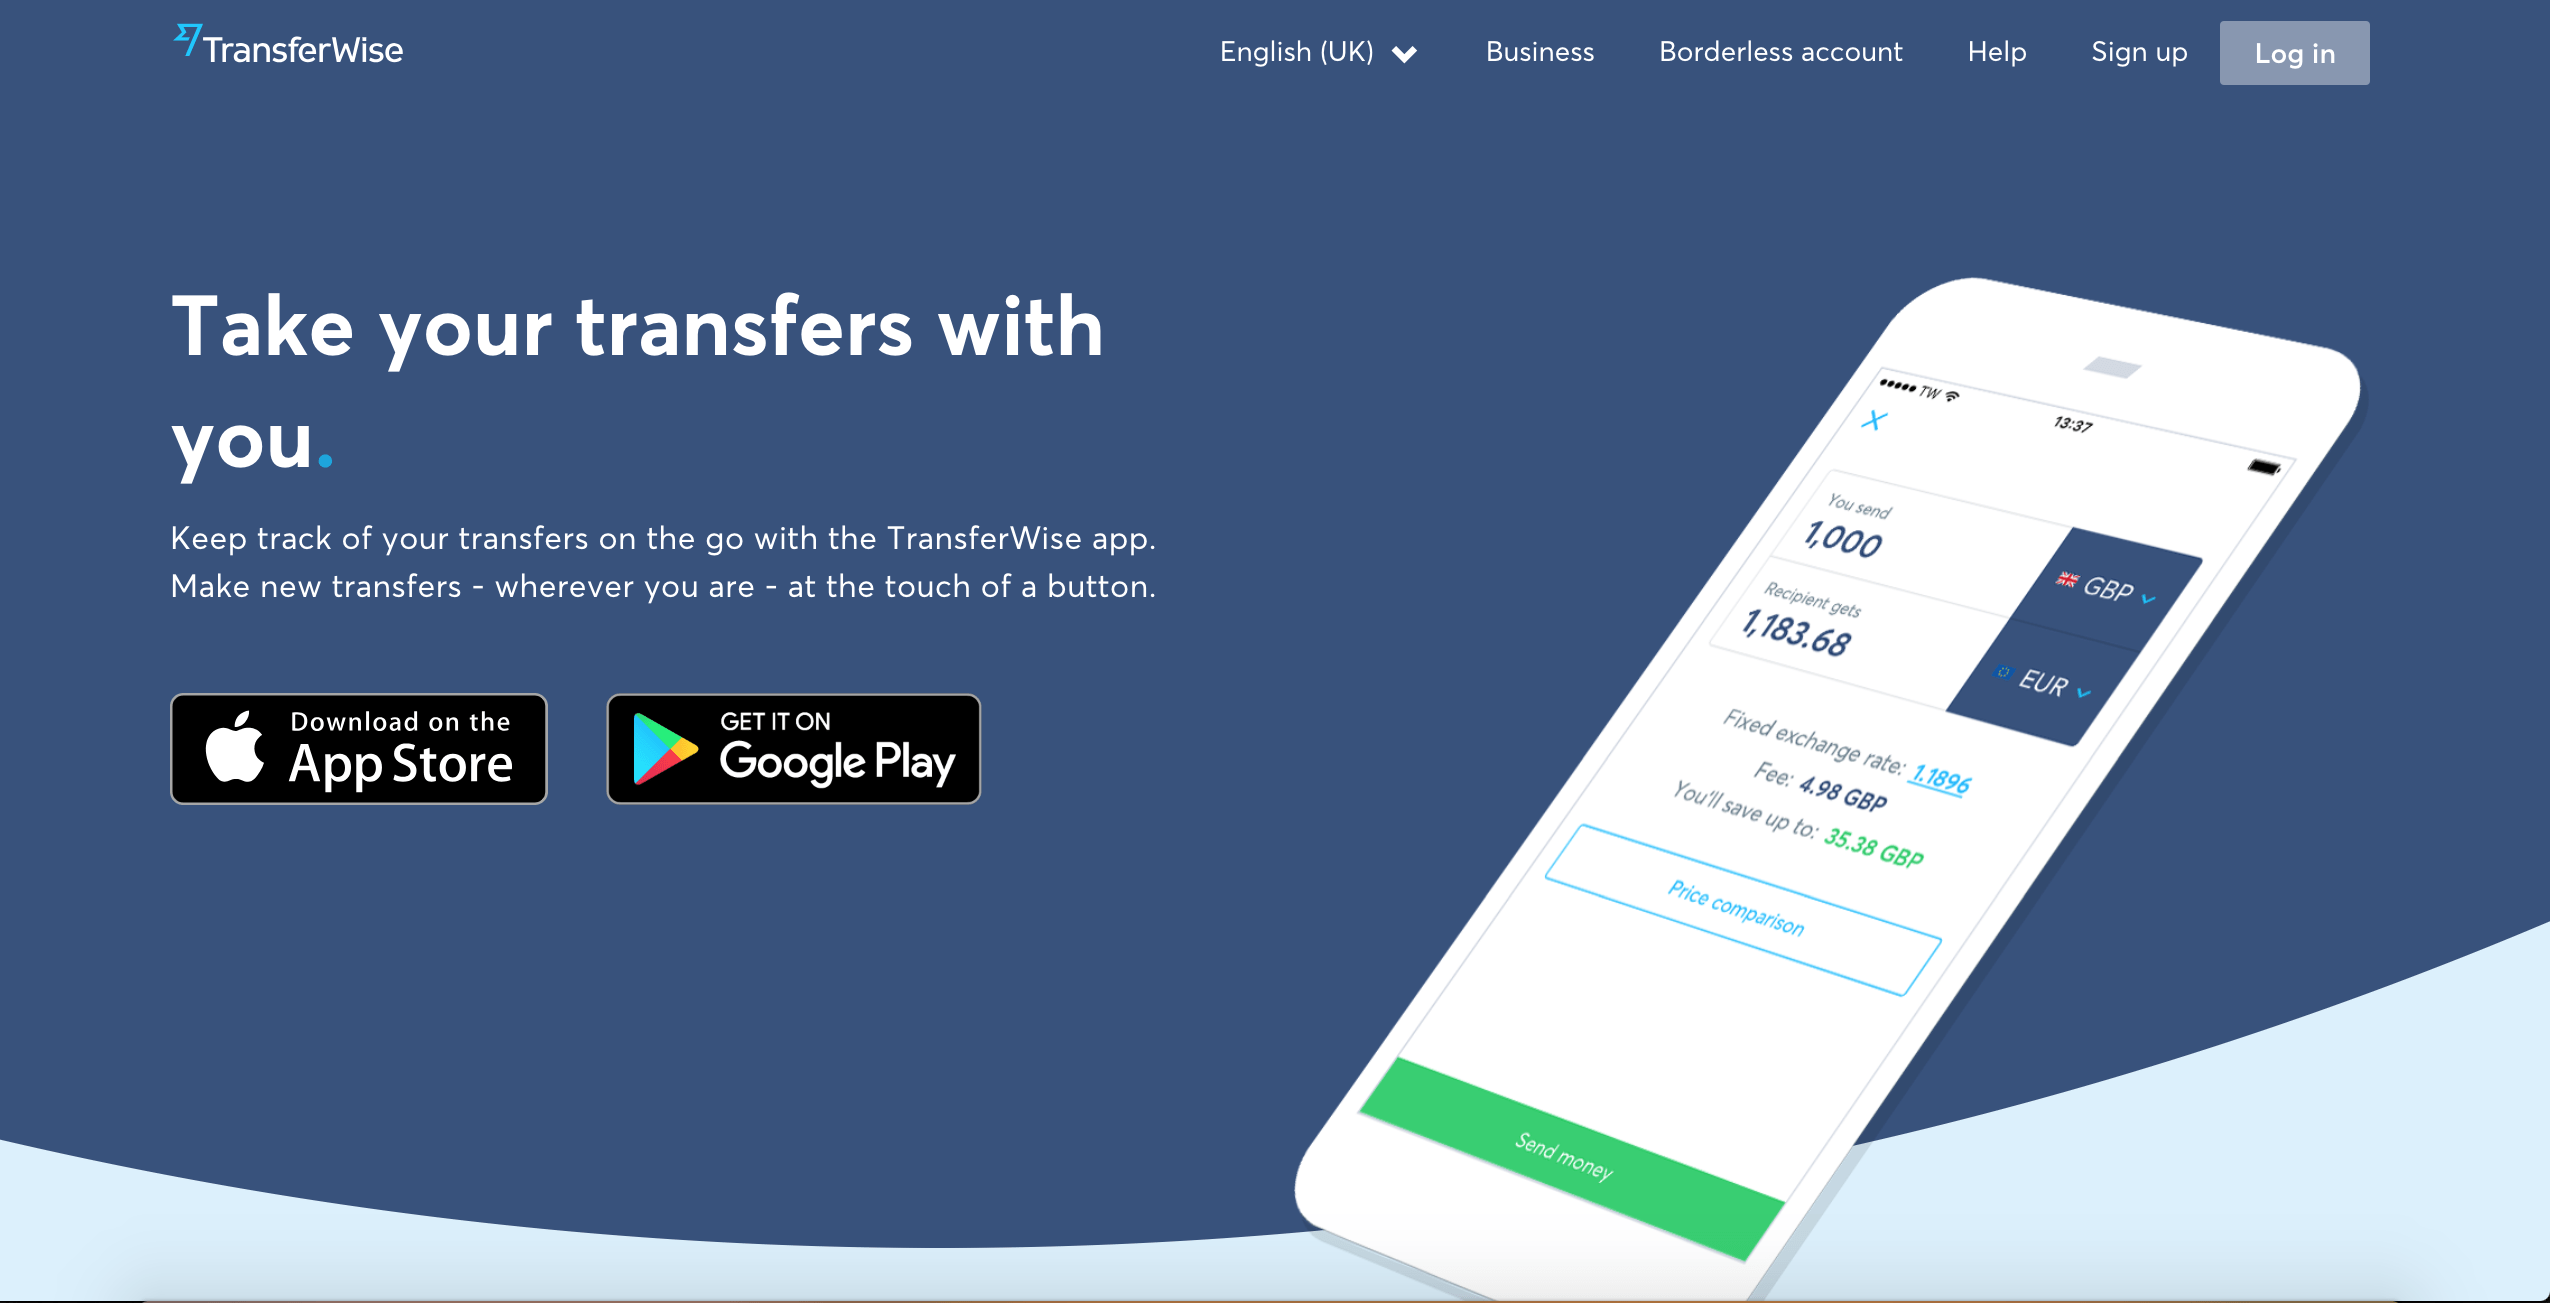 TransferWise
English (UK) Business Borderless account Help Sign up Log in
Take your transfers with
you.
Keep track of your transfers on the go with the TransferWise app.
Make new transfers - wherever you are - at the touch of a button.
Download on the
App Store
GET IT ON
Google Play
TW
13:37
You send
1,000
GBP
Recipient gets
1,183.68
EUR
Fixed exchange rate: 1.1896
Fee: 4.98 GBP
You'll save up to: 35.38 GBP
Price comparison
Send money